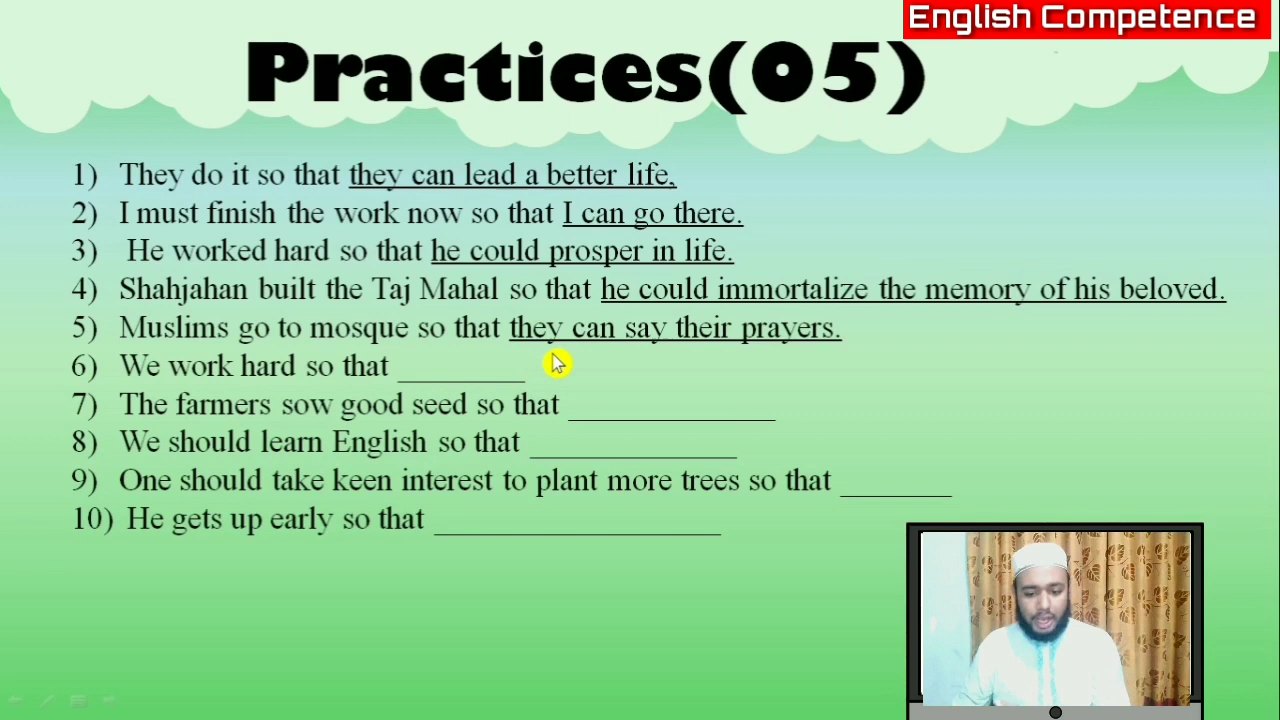 English Competence
Practices(05)
1) They do it so that they can lead a better life,
2) I must finish the work now so that I can go there.
3) He worked hard so that he could prosper in life.
4) Shahjahan built the Taj Mahal so that he could immortalize the memory of his beloved.
5) Muslims go to mosque so that they can say their prayers.
6) We work hard so that ________
7) The farmers sow good seed so that _____________
8) We should learn English so that _____________
9) One should take keen interest to plant more trees so that _______
10) He gets up early so that __________________